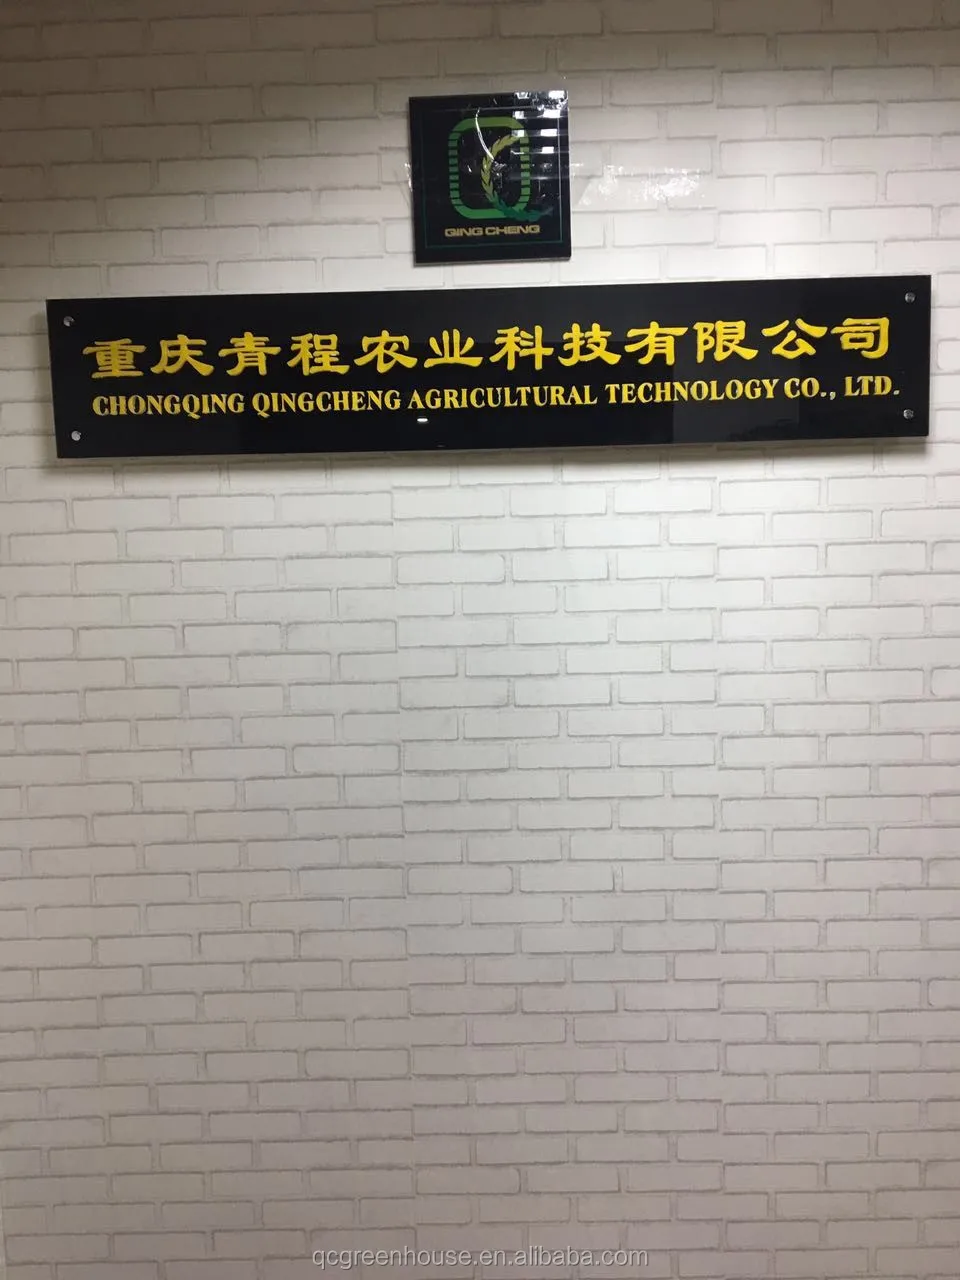 QING CHENG
重庆青程农业科技有限公司
CHONGQING QINGCHENG AGRICULTURAL TECHNOLOGY CO., LTD.
qcgreenhouse.en.alibaba.com